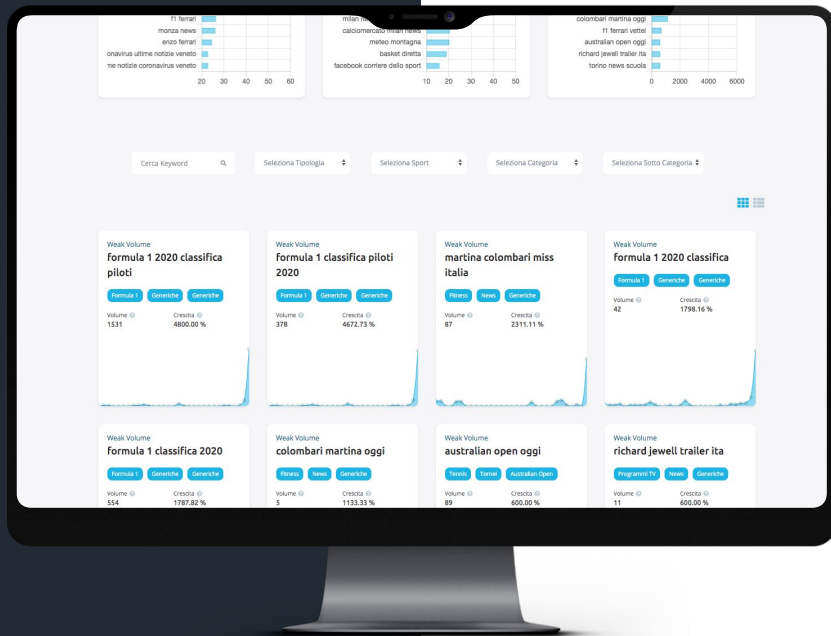 f1 ferrari
monza news
enzo ferrari
onavirus ultime notizie veneto
ne notizie coronavirus veneto
20 30 40 50 60
milan ne
calciomercato milan news
meteo montagna
basket diretta
facebook corriere dello sport
10 20 30 40 50
colombari martina oggi
f1 ferrari vettel
australian open oggi
richard jewell trailer ita
torino news scuola
0 2000 4000 6000
Cerca Keyword
Seleziona Tipologia
Seleziona Sport
Seleziona Categoria
Seleziona Sotto Categoria
Weak Volume
formula 1 2020 classifica
piloti
Formula 1 Generiche Generiche
Volume Crescita
1531 4800.00 %
Weak Volume
formula 1 classifica piloti
2020
Formula 1 Generiche Generiche
Volume Crescita
378 4672.73 %
Weak Volume
martina colombari miss
italia
Fitness News Generiche
Volume Crescita
87 2311.11 %
Weak Volume
formula 1 2020 classifica
Formula 1 Generiche Generiche
Volume Crescita
42 1798.16 %
Weak Volume
formula 1 classifica 2020
Formula 1 Generiche Generiche
Volume Crescita
554 1787.82 %
Weak Volume
colombari martina oggi
Fitness News Generiche
Volume Crescita
5 1133.33 %
Weak Volume
australian open oggi
Tennis Tornei Australian Open
Volume Crescita
89 600.00 %
Weak Volume
richard jewell trailer ita
Programmi TV News Generiche
Volume Crescita
11 600.00 %